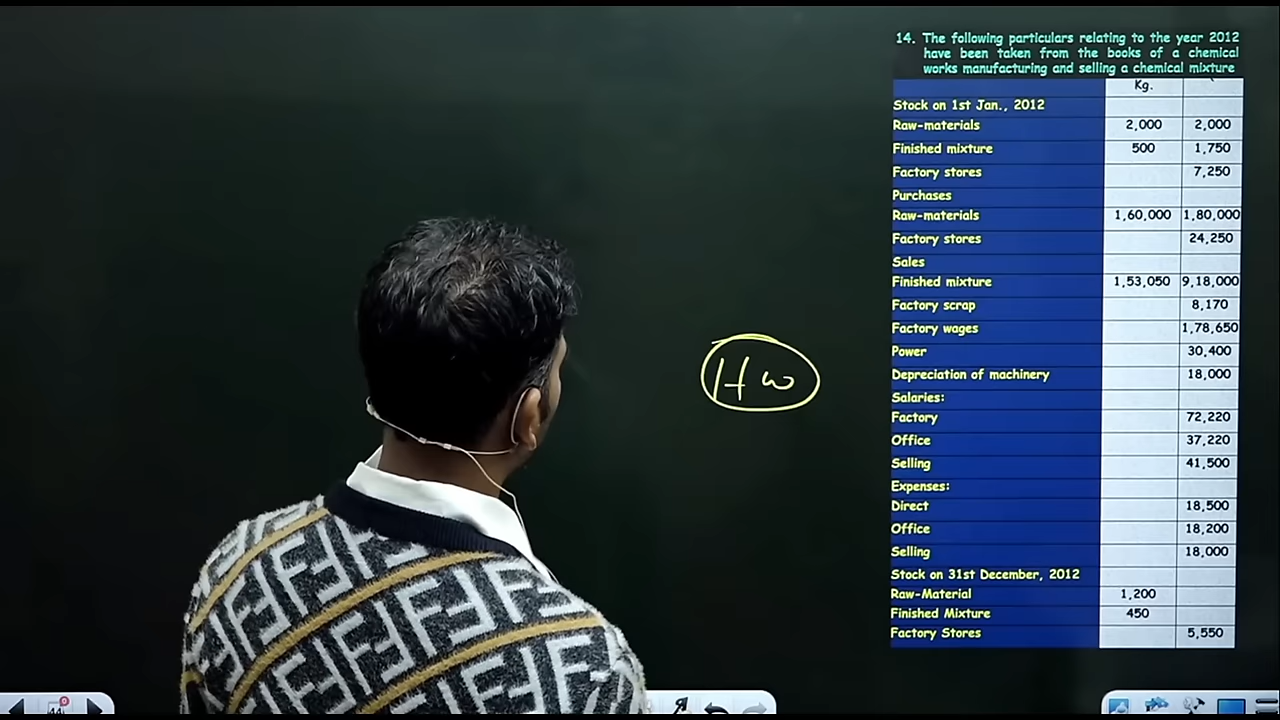 14. The following particulars relating to the year 2012
have been taken from the books of a chemical
works manufacturing and selling a chemical mixture
Kg.
Stock on 1st Jan., 2012
Raw-materials 2,000 2,000
Finished mixture 500 1,750
Factory stores 7,250
Purchases
Raw-materials 1,60,000 1,80,000
Factory stores 24,250
Sales
Finished mixture 1,53,050 9,18,000
Factory scrap 8,170
Factory wages 1,78,650
Power 30,400
Depreciation of machinery 18,000
Salaries:
Factory 72,220
Office 37,220
Selling 41,500
Expenses:
Direct 18,500
Office 18,200
Selling 18,000
Stock on 31st December, 2012
Raw-Material 1,200
Finished Mixture 450
Factory Stores 5,550
HW